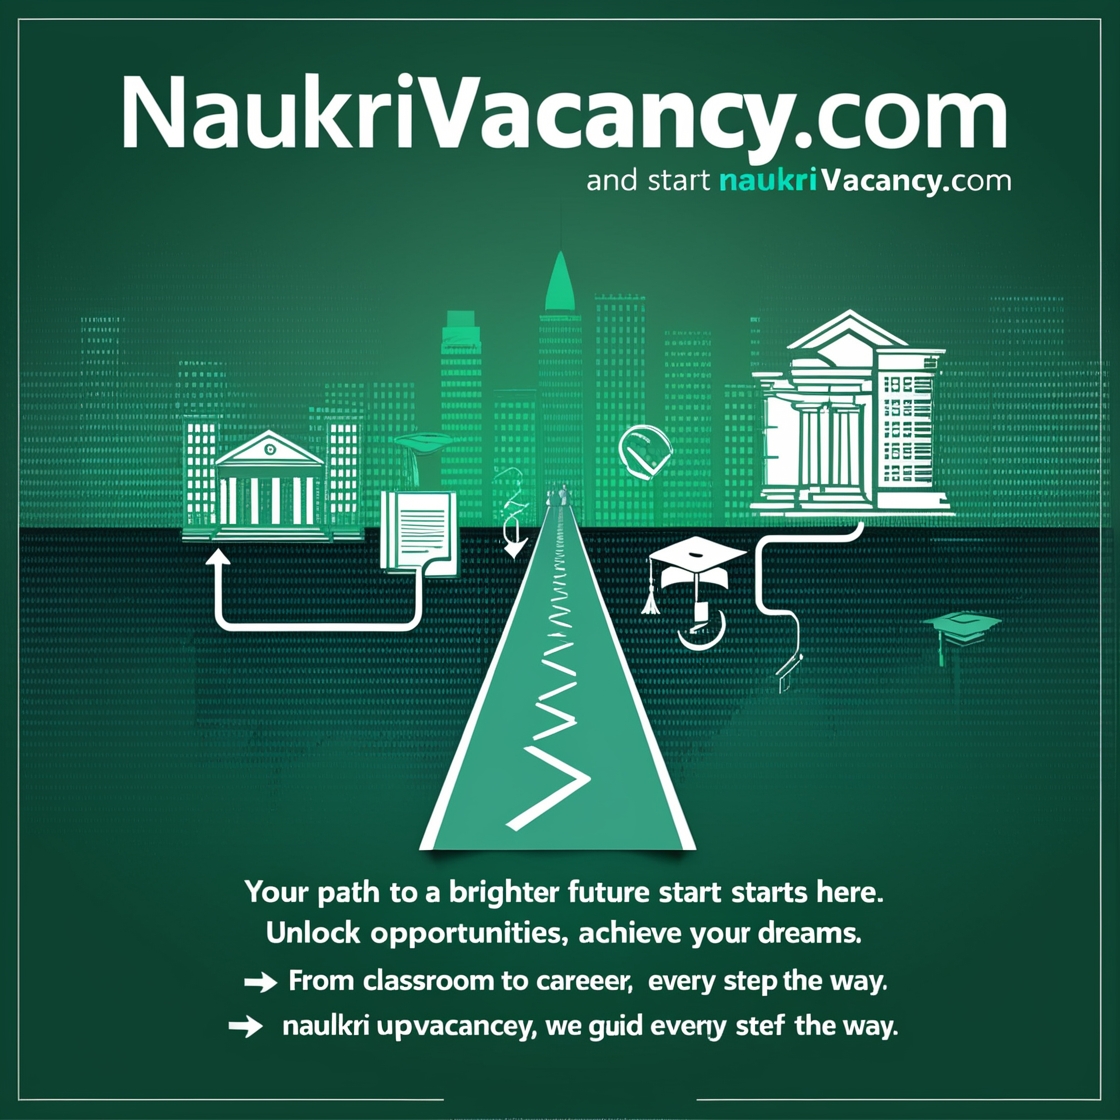 NaukriVacancy.com
and start naukriVacancy.com
Your path to a brighter future start starts here.
Unlock opportunities, achieve your dreams.
From classroom to careeer, every step the way.
naulkri upvacancey, we guid every stef the way.